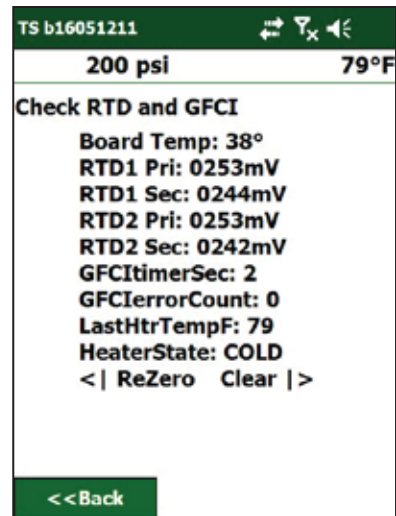 TS b16051211
200 psi 79°F
Check RTD and GFCI
Board Temp: 38°
RTD1 Pri: 0253mV
RTD1 Sec: 0244mV
RTD2 Pri: 0253mV
RTD2 Sec: 0242mV
GFCItimerSec: 2
GFCIerrorCount: 0
LastHtrTempF: 79
HeaterState: COLD
<| ReZero Clear |>
<<Back